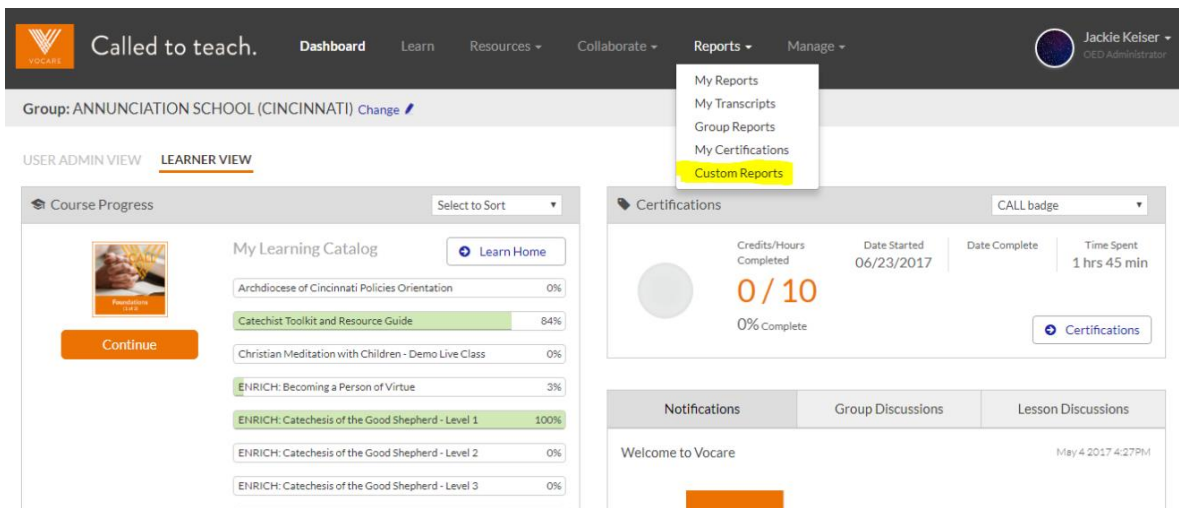 VOCARE
Called to teach.
Dashboard
Learn
Resources
Collaborate
Reports
Manage
Jackie Keiser
OED Administrator
My Reports
My Transcripts
Group Reports
My Certifications
Custom Reports
Group: ANNUNCIATION SCHOOL (CINCINNATI) Change
USER ADMIN VIEW
LEARNER VIEW
Course Progress
Select to Sort
Foundations
Continue
My Learning Catalog
Learn Home
Archdiocese of Cincinnati Policies Orientation 0%
Catechist Toolkit and Resource Guide 84%
Christian Meditation with Children - Demo Live Class 0%
ENRICH: Becoming a Person of Virtue 3%
ENRICH: Catechesis of the Good Shepherd - Level 1 100%
ENRICH: Catechesis of the Good Shepherd - Level 2 0%
ENRICH: Catechesis of the Good Shepherd - Level 3 0%
Certifications
CALL badge
Credits/Hours
Completed
0 / 10
0% Complete
Date Started
06/23/2017
Date Complete
Time Spent
1 hrs 45 min
Certifications
Notifications
Group Discussions
Lesson Discussions
Welcome to Vocare
May 4 2017 4:27PM